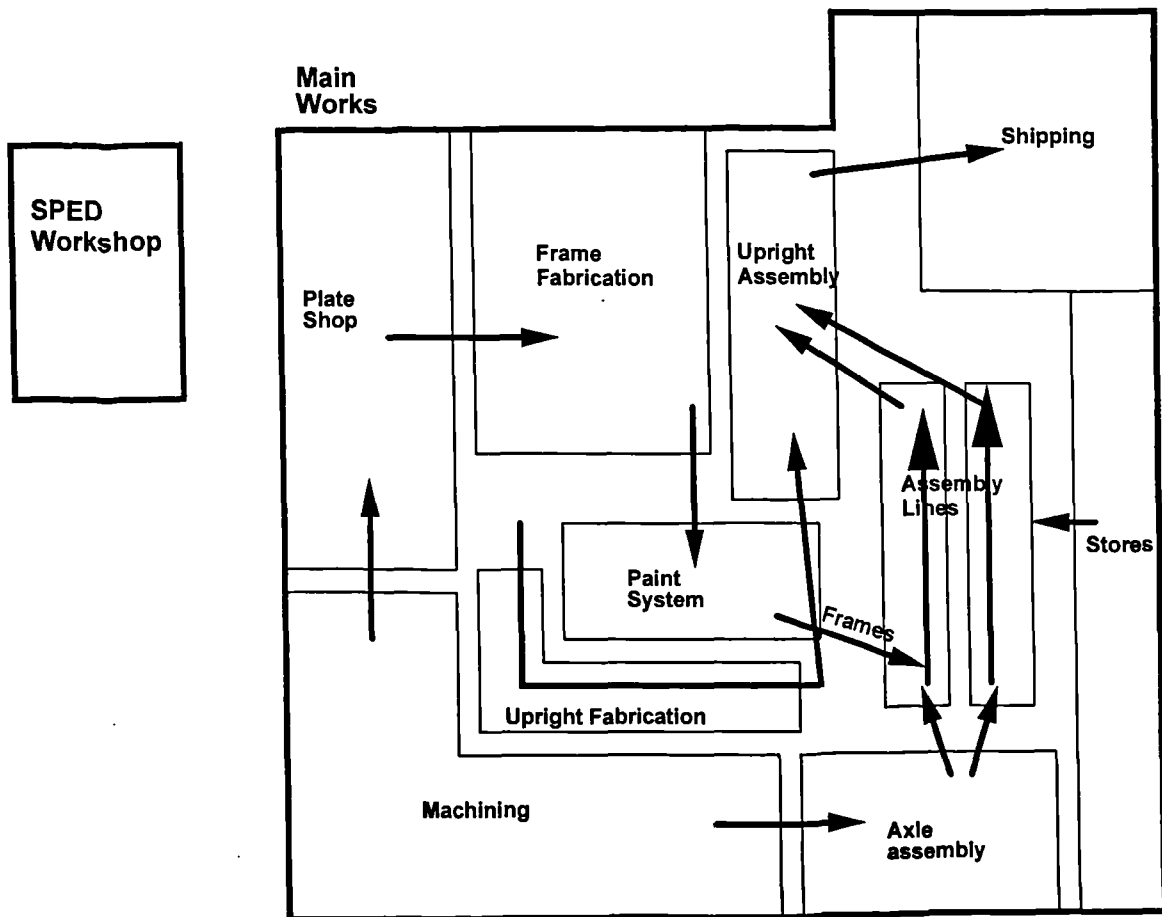 Main
Works
SPED
Workshop
Shipping
Frame
Fabrication
Upright
Assembly
Plate
Shop
Assembly
Lines
Stores
Paint
System
Frames
Upright Fabrication
Machining
Axle
assembly